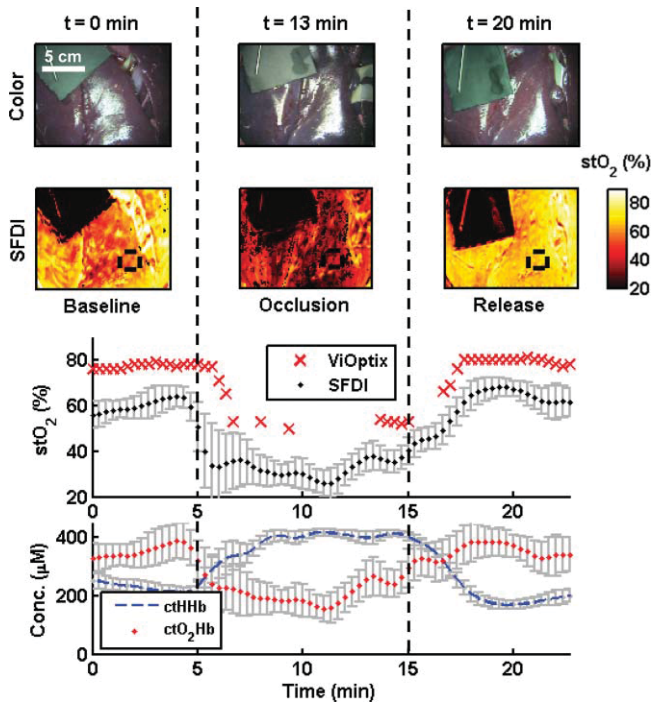 t = 0 min t = 13 min t = 20 min
Color
5 cm
stO2 (%)
SFDI
80
60
40
20
Baseline Occlusion Release
stO2 (%)
80
60
40
20
ViOptix
SFDI
0 5 10 15 20
Conc. (μM)
400
200
0
ctHHb
ctO2Hb
0 5 10 15 20
Time (min)